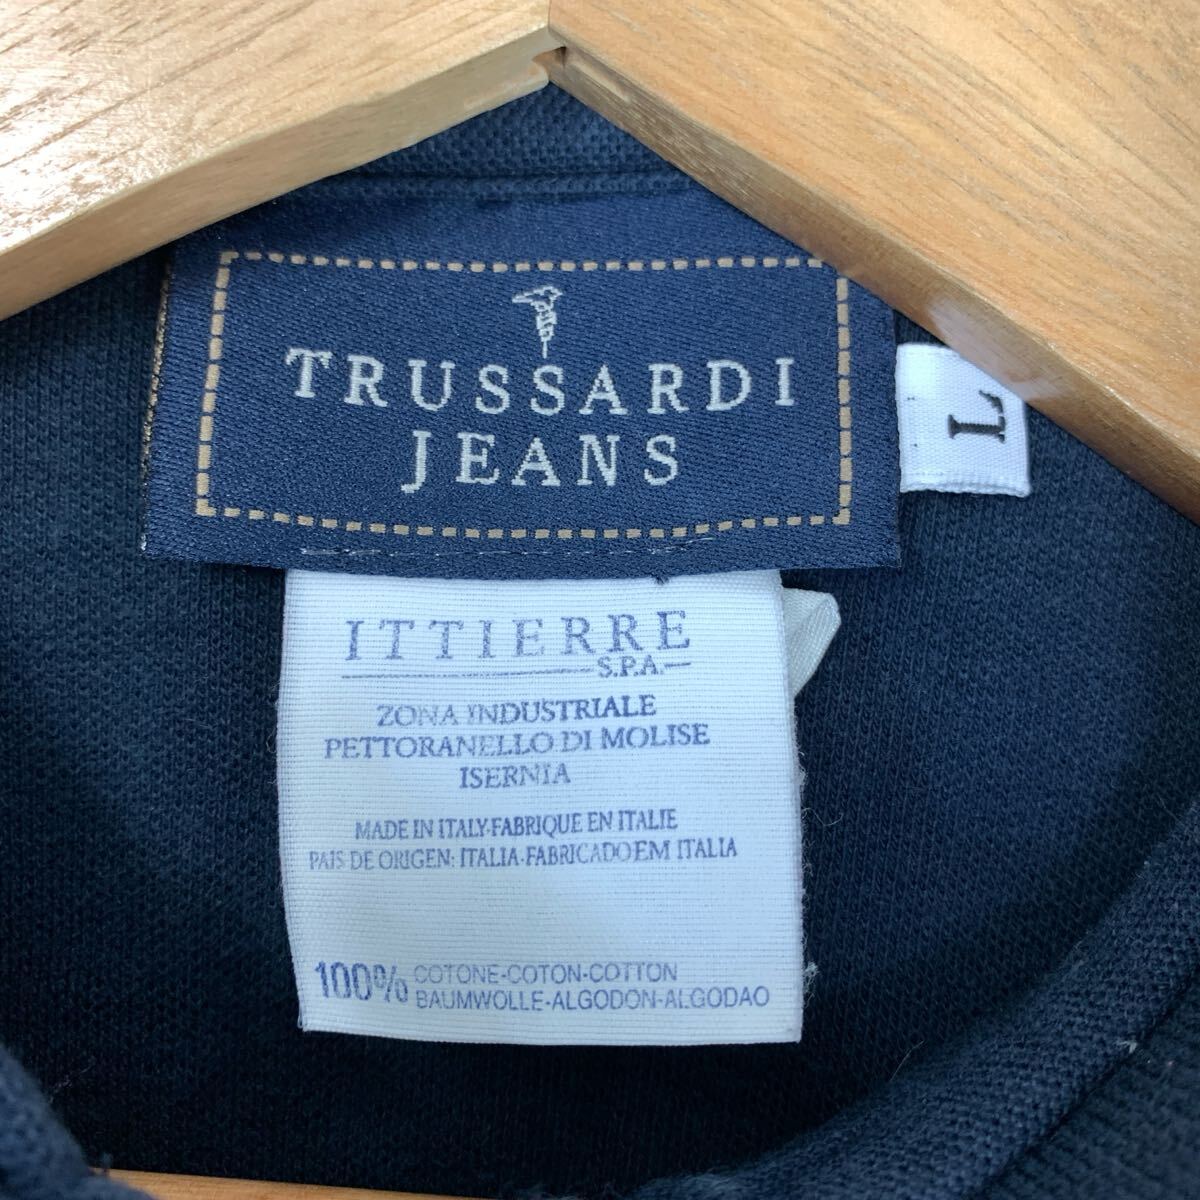 TRUSSARDI
JEANS
L
ITTIERRE
S.P.A.
ZONA INDUSTRIALE
PETTORANELLO DI MOLISE
ISERNIA
MADE IN ITALY-FABRIQUE EN ITALIE
PAIS DE ORIGEN: ITALIA-FABRICADO EM ITALIA
100% COTONE-COTON-COTTON
BAUMWOLLE-ALGODON-ALGODAO